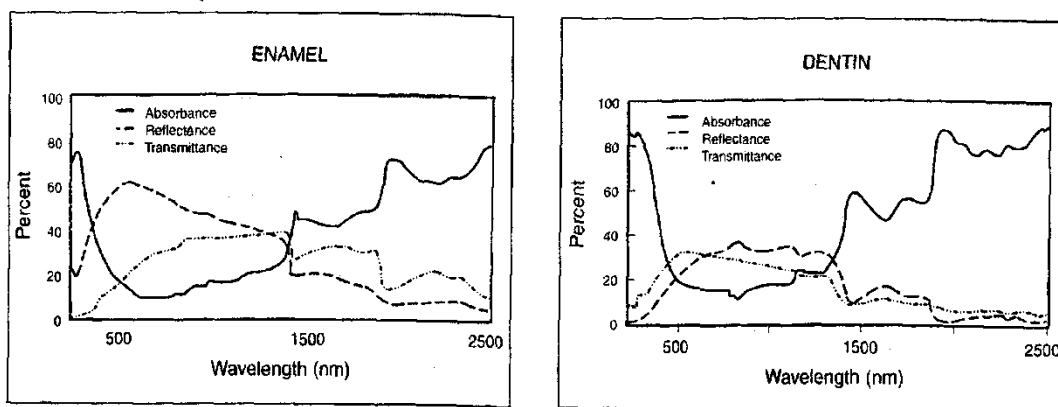 ENAMEL
100
80
60
40
20
0
Percent
Absorbance
Reflectance
Transmittance
500 1500 2500
Wavelength (nm)
DENTIN
100
80
60
40
20
0
Percent
Absorbance
Reflectance
Transmittance
500 1500 2500
Wavelength (nm)